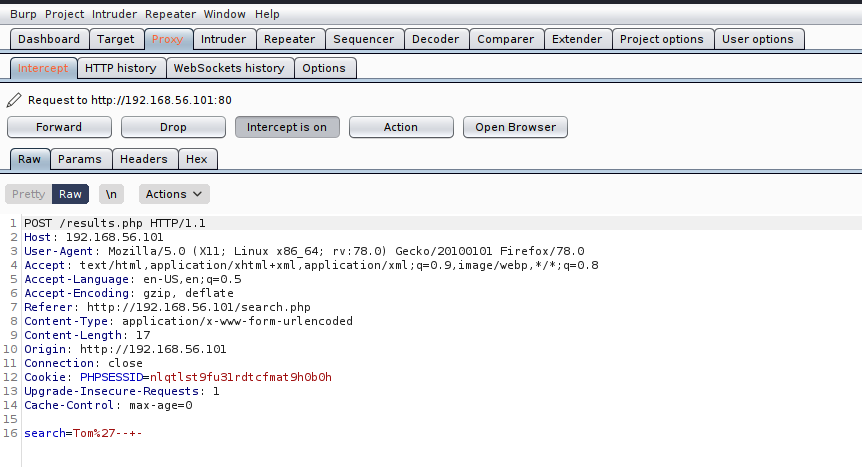 Burp Project Intruder Repeater Window Help
Dashboard Target Proxy Intruder Repeater Sequencer Decoder Comparer Extender Project options User options
Intercept HTTP history WebSockets history Options
Request to http://192.168.56.101:80
Forward Drop Intercept is on Action Open Browser
Raw Params Headers Hex
Pretty Raw \n Actions
1 POST /results.php HTTP/1.1
2 Host: 192.168.56.101
3 User-Agent: Mozilla/5.0 (X11; Linux x86_64; rv:78.0) Gecko/20100101 Firefox/78.0
4 Accept: text/html,application/xhtml+xml,application/xml;q=0.9,image/webp,*/*;q=0.8
5 Accept-Language: en-US,en;q=0.5
6 Accept-Encoding: gzip, deflate
7 Referer: http://192.168.56.101/search.php
8 Content-Type: application/x-www-form-urlencoded
9 Content-Length: 17
10 Origin: http://192.168.56.101
11 Connection: close
12 Cookie: PHPSESSID=nlqtlst9fu31rdtcfmat9h0b0h
13 Upgrade-Insecure-Requests: 1
14 Cache-Control: max-age=0
15
16 search=Tom%27--+-